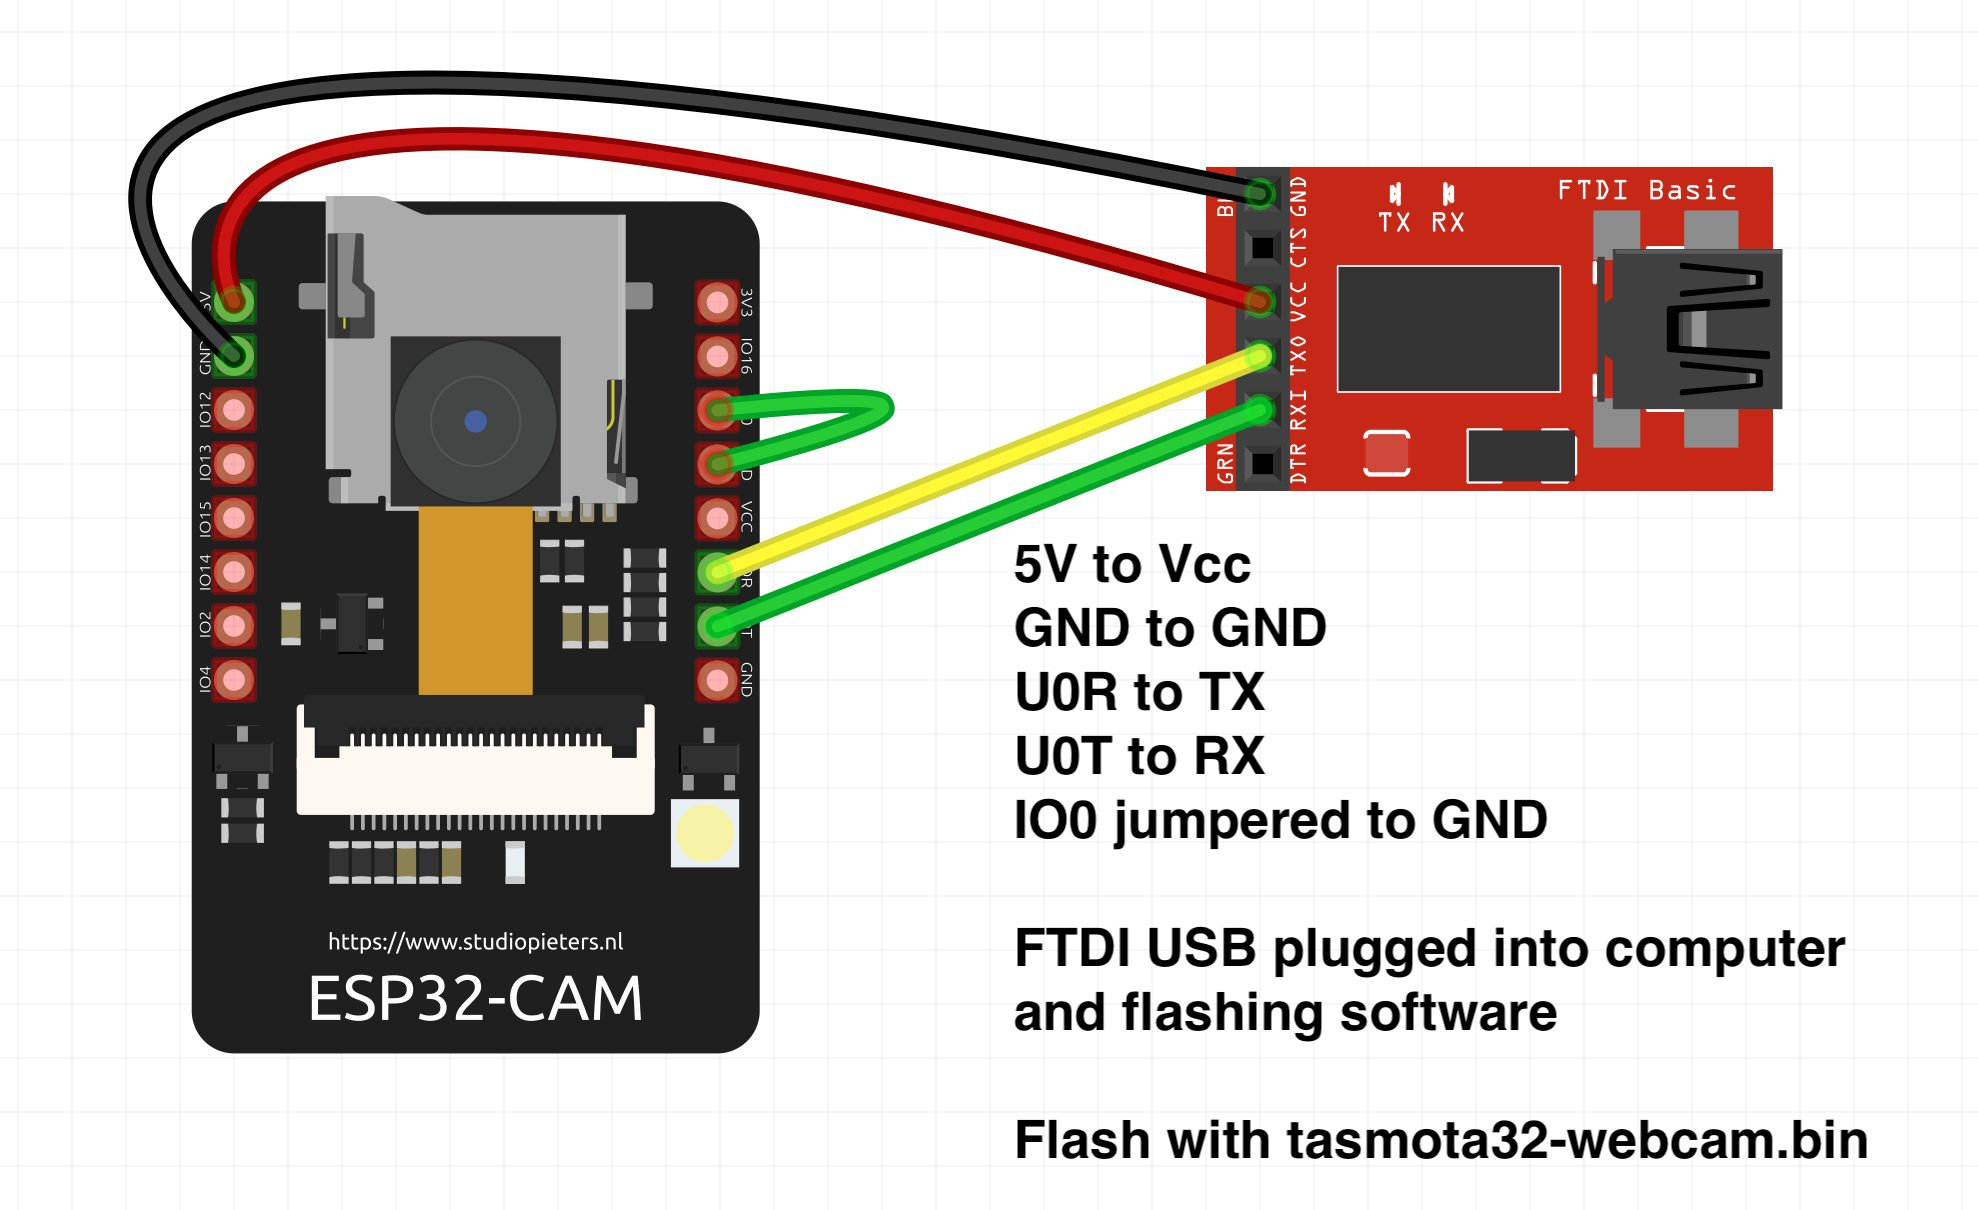 FTDI Basic
TX RX
GND
CTS
VCC
TXO
RXI
DTR
GRN
GND
IO12
IO13
IO15
IO14
IO2
IO4
3V3
IO16
VCC
GND
5V to Vcc
GND to GND
U0R to TX
U0T to RX
IO0 jumpered to GND
FTDI USB plugged into computer
and flashing software
Flash with tasmota32-webcam.bin
https://www.studiopieters.nl
ESP32-CAM